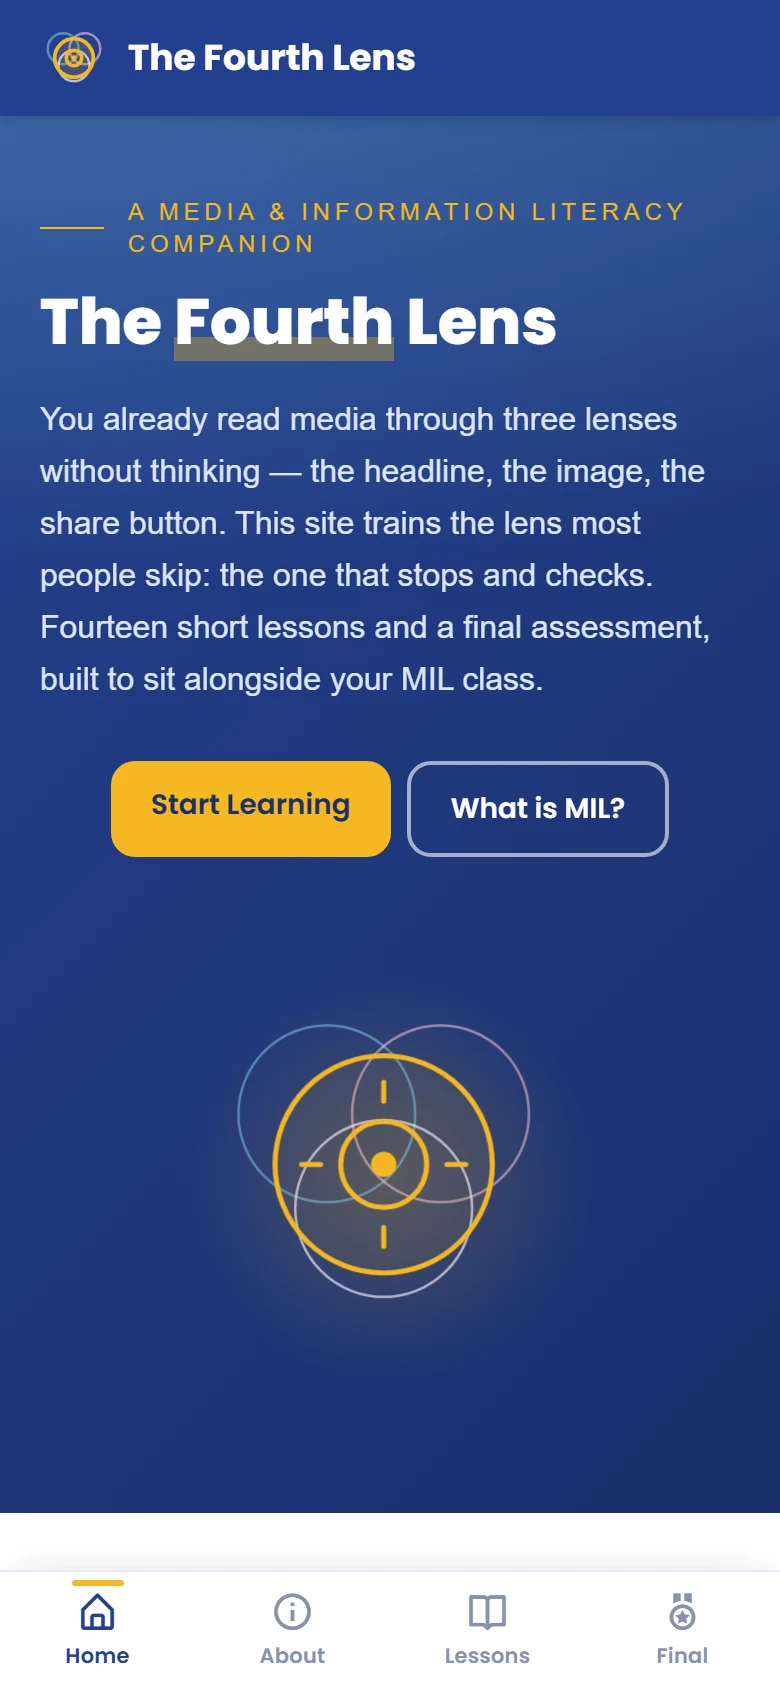 The Fourth Lens
A MEDIA & INFORMATION LITERACY
COMPANION
The Fourth Lens
You already read media through three lenses
without thinking — the headline, the image, the
share button. This site trains the lens most
people skip: the one that stops and checks.
Fourteen short lessons and a final assessment,
built to sit alongside your MIL class.
Start Learning
What is MIL?
Home
About
Lessons
Final